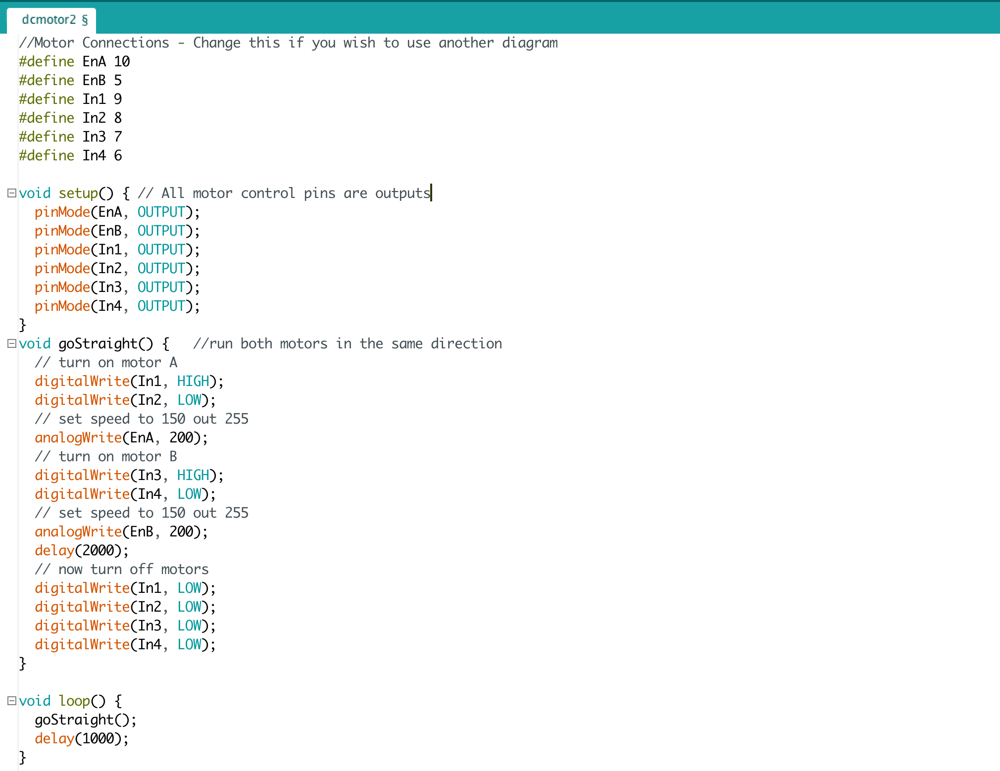 dcmotor2 §
//Motor Connections - Change this if you wish to use another diagram
#define EnA 10
#define EnB 5
#define In1 9
#define In2 8
#define In3 7
#define In4 6
void setup() { // All motor control pins are outputs
  pinMode(EnA, OUTPUT);
  pinMode(EnB, OUTPUT);
  pinMode(In1, OUTPUT);
  pinMode(In2, OUTPUT);
  pinMode(In3, OUTPUT);
  pinMode(In4, OUTPUT);
}
void goStraight() {   //run both motors in the same direction
  // turn on motor A
  digitalWrite(In1, HIGH);
  digitalWrite(In2, LOW);
  // set speed to 150 out 255
  analogWrite(EnA, 200);
  // turn on motor B
  digitalWrite(In3, HIGH);
  digitalWrite(In4, LOW);
  // set speed to 150 out 255
  analogWrite(EnB, 200);
  delay(2000);
  // now turn off motors
  digitalWrite(In1, LOW);
  digitalWrite(In2, LOW);
  digitalWrite(In3, LOW);
  digitalWrite(In4, LOW);
}
void loop() {
  goStraight();
  delay(1000);
}